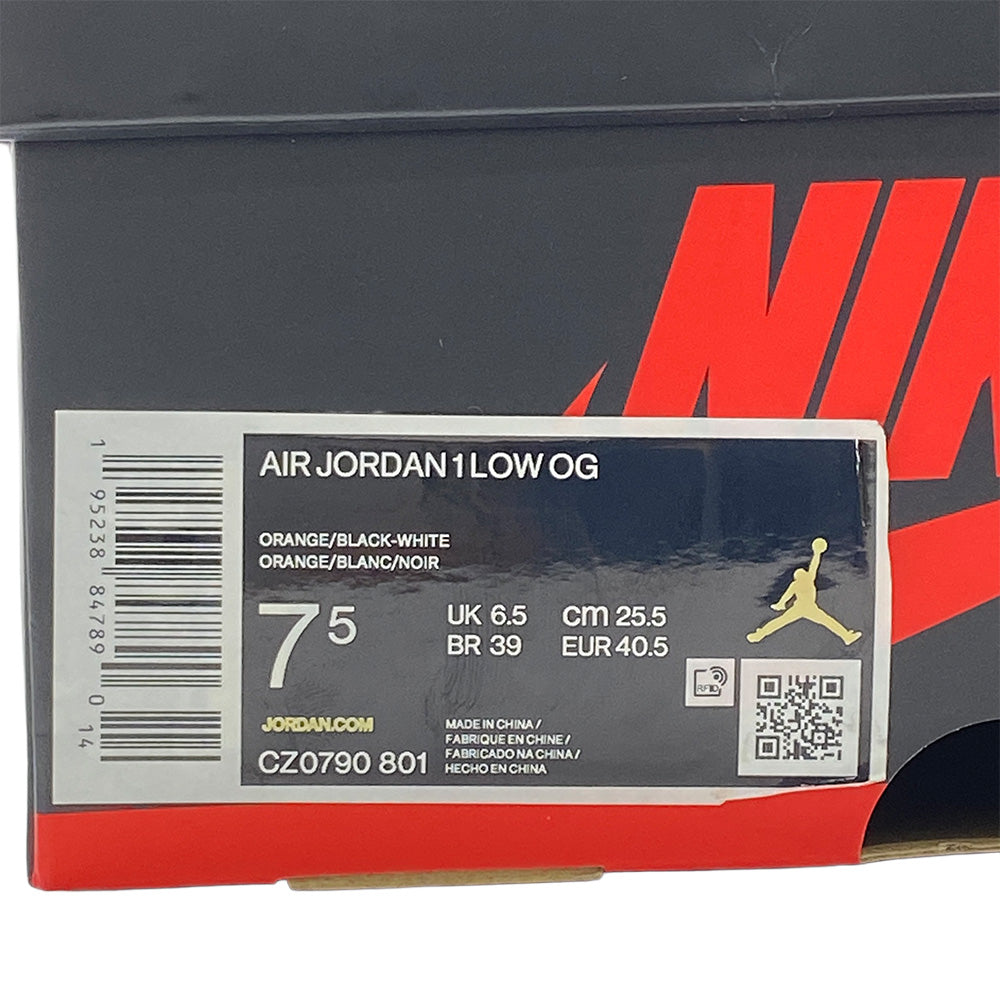 NIK
AIR JORDAN 1 LOW OG
ORANGE/BLACK-WHITE
ORANGE/BLANC/NOIR
7 5
UK 6.5 cm 25.5
BR 39 EUR 40.5
RFID
JORDAN.COM
CZ0790 801
MADE IN CHINA /
FABRIQUE EN CHINE /
FABRICADO NA CHINA /
HECHO EN CHINA
1 95238 84789 0 14